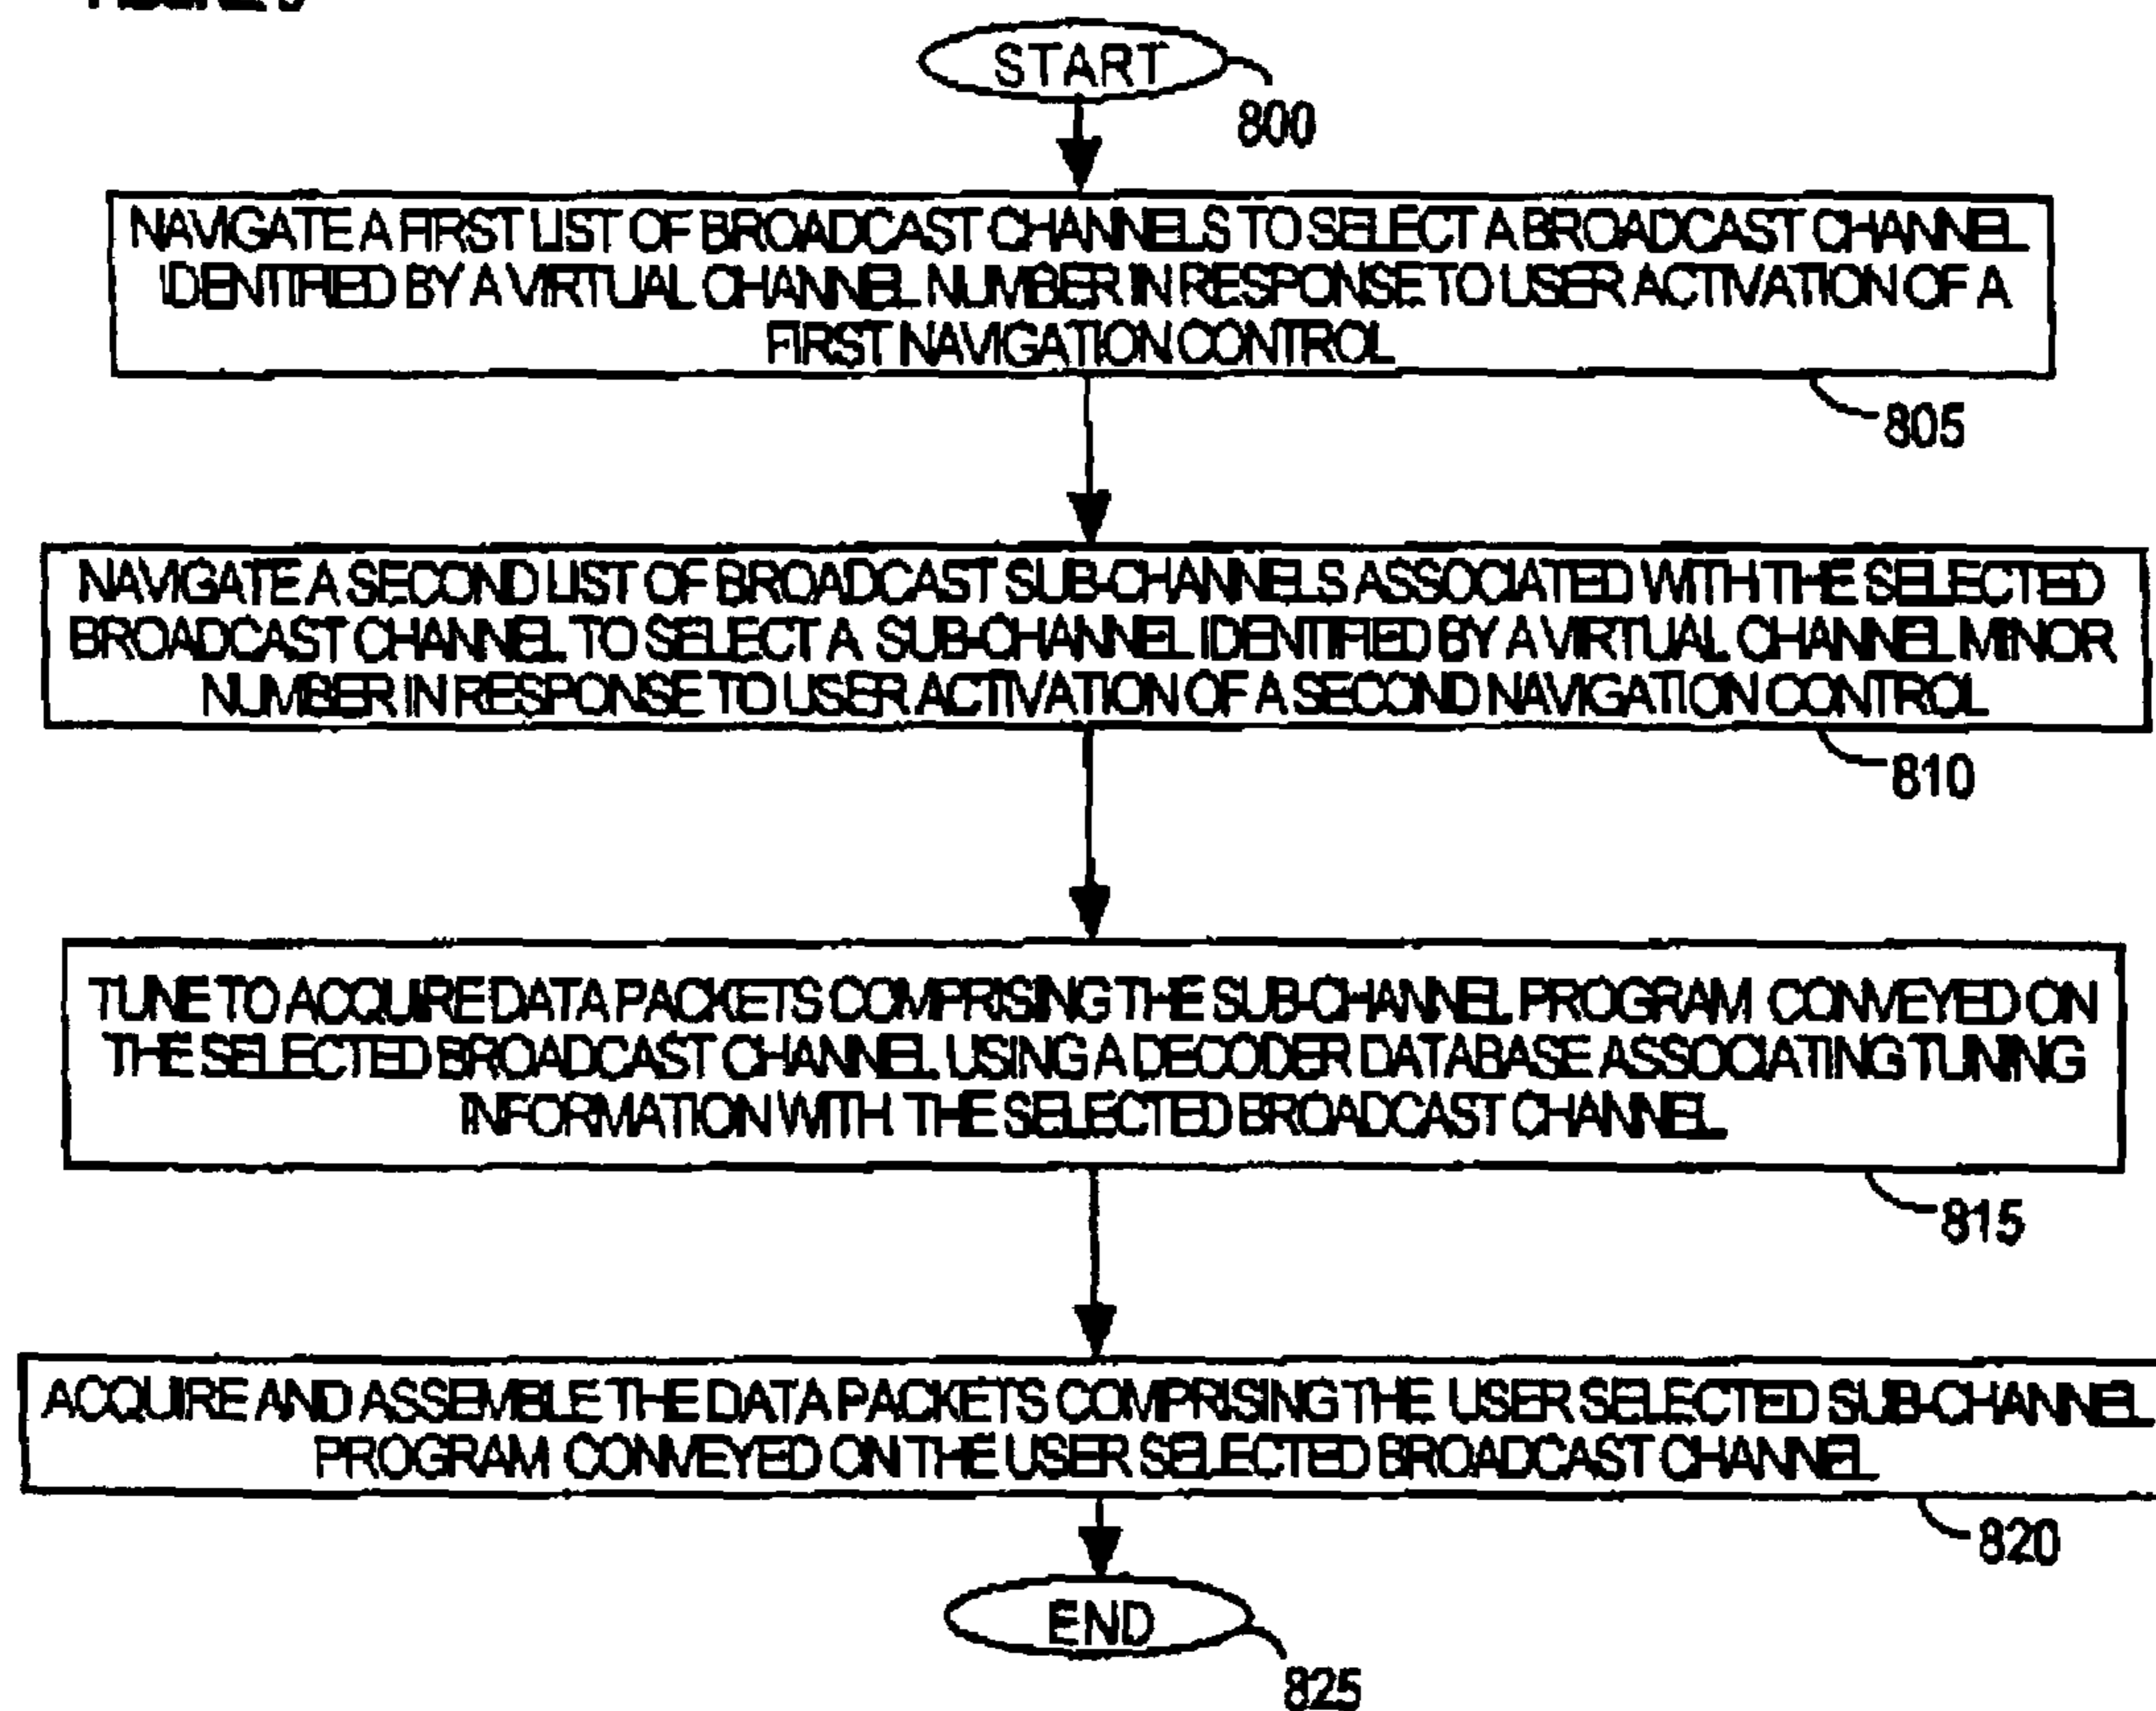 START
800
NAVIGATE A FIRST LIST OF BROADCAST CHANNELS TO SELECT A BROADCAST CHANNEL
IDENTIFIED BY A VIRTUAL CHANNEL NUMBER IN RESPONSE TO USER ACTIVATION OF A
FIRST NAVIGATION CONTROL
805
NAVIGATE A SECOND LIST OF BROADCAST SUB-CHANNELS ASSOCIATED WITH THE SELECTED
BROADCAST CHANNEL TO SELECT A SUB-CHANNEL IDENTIFIED BY A VIRTUAL CHANNEL MINOR
NUMBER IN RESPONSE TO USER ACTIVATION OF A SECOND NAVIGATION CONTROL
810
TUNE TO ACQUIRE DATA PACKETS COMPRISING THE SUB-CHANNEL PROGRAM CONVEYED ON
THE SELECTED BROADCAST CHANNEL USING A DECODER DATABASE ASSOCIATING TUNING
INFORMATION WITH THE SELECTED BROADCAST CHANNEL
815
ACQUIRE AND ASSEMBLE THE DATA PACKETS COMPRISING THE USER SELECTED SUB-CHANNEL
PROGRAM CONVEYED ON THE USER SELECTED BROADCAST CHANNEL
820
END
825